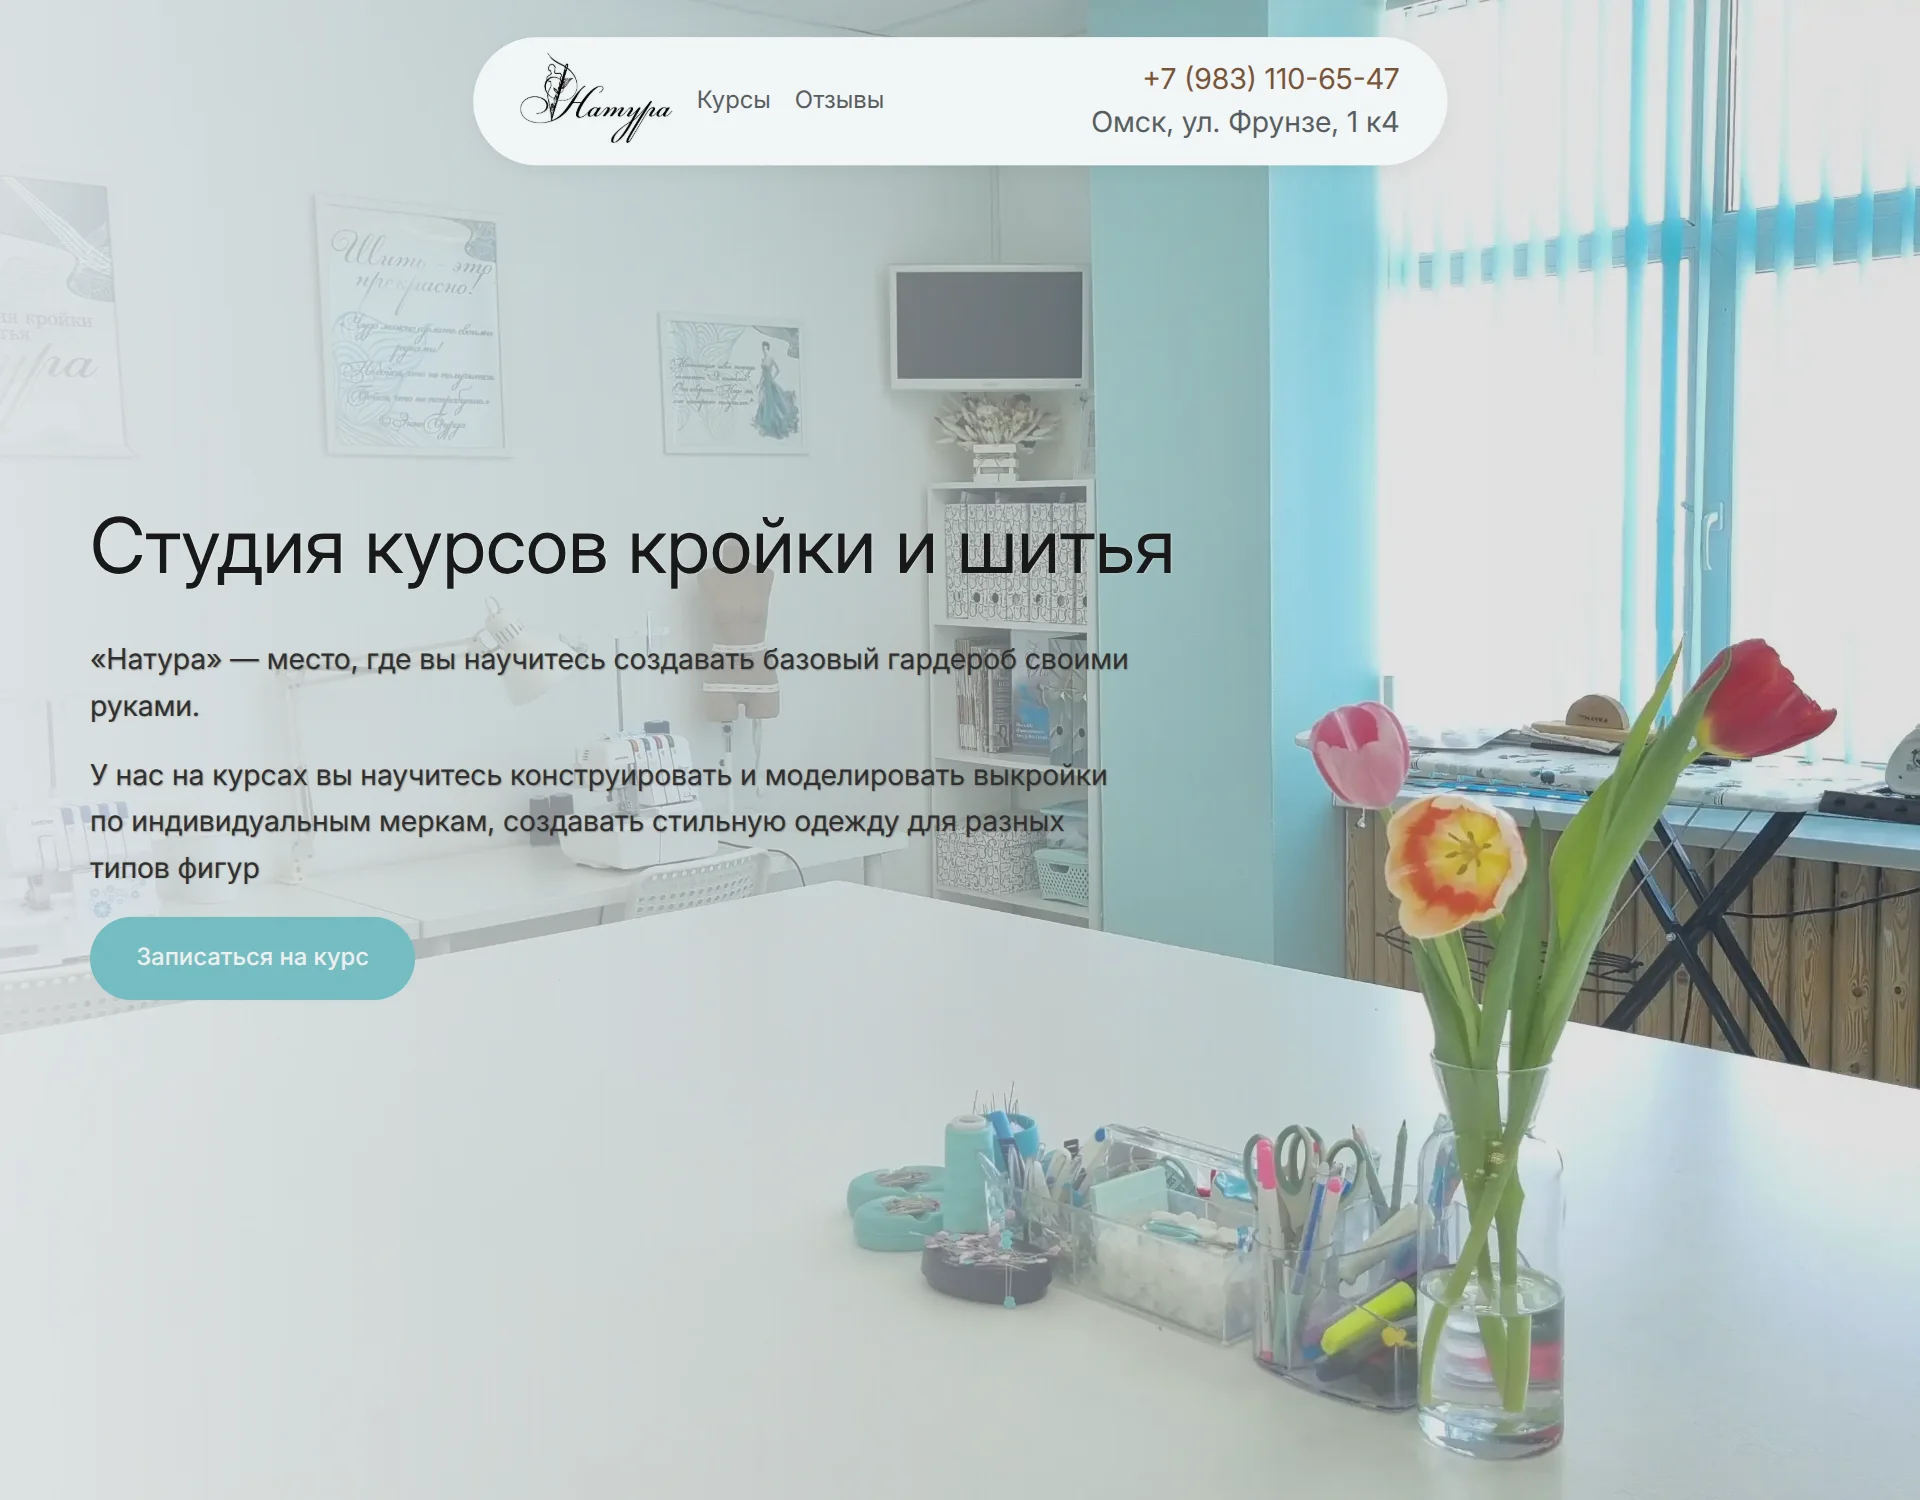 Натура
Курсы
Отзывы
+7 (983) 110-65-47
Омск, ул. Фрунзе, 1 к4
кройки
Шить - это
прекрасно!
Студия курсов кройки и шитья
«Натура» — место, где вы научитесь создавать базовый гардероб своими
руками.
У нас на курсах вы научитесь конструировать и моделировать выкройки
по индивидуальным меркам, создавать стильную одежду для разных
типов фигур
Записаться на курс